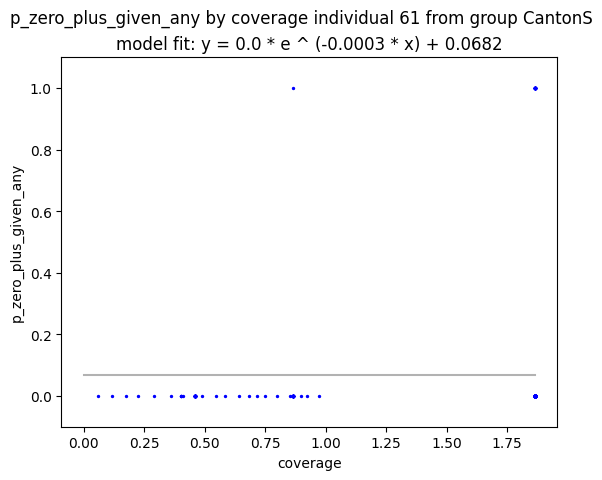 p_zero_plus_given_any by coverage individual 61 from group CantonS
model fit: y = 0.0 * e ^ (-0.0003 * x) + 0.0682
1.0
0.8
0.6
0.4
0.2
0.0
p_zero_plus_given_any
0.00 0.25 0.50 0.75 1.00 1.25 1.50 1.75
coverage